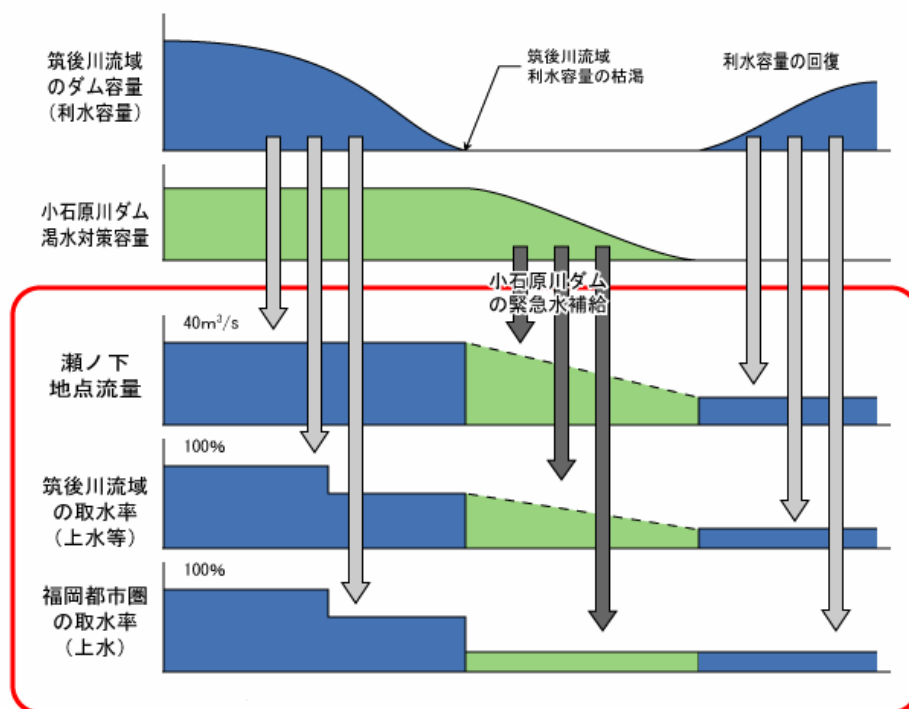 筑後川流域
のダム容量
(利水容量)
筑後川流域
利水容量の枯渇
利水容量の回復
小石原川ダム
渇水対策容量
小石原川ダム
の緊急水補給
40m³/s
瀬ノ下
地点流量
100%
筑後川流域
の取水率
(上水等)
100%
福岡都市圏
の取水率
(上水)